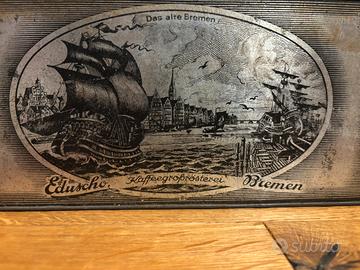 Das alte Bremen
Eduscho, Kaffeegroßrösterei Bremen
subito